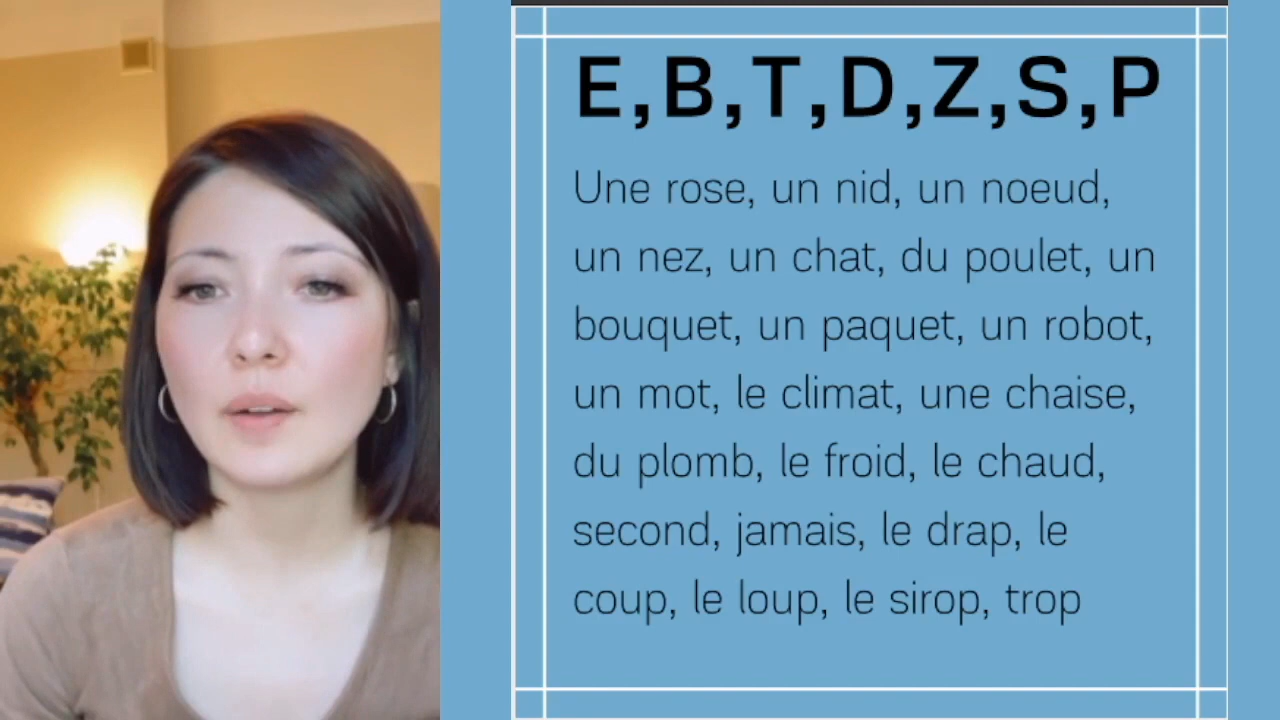 E,B,T,D,Z,S,P
Une rose, un nid, un noeud,
un nez, un chat, du poulet, un
bouquet, un paquet, un robot,
un mot, le climat, une chaise,
du plomb, le froid, le chaud,
second, jamais, le drap, le
coup, le loup, le sirop, trop